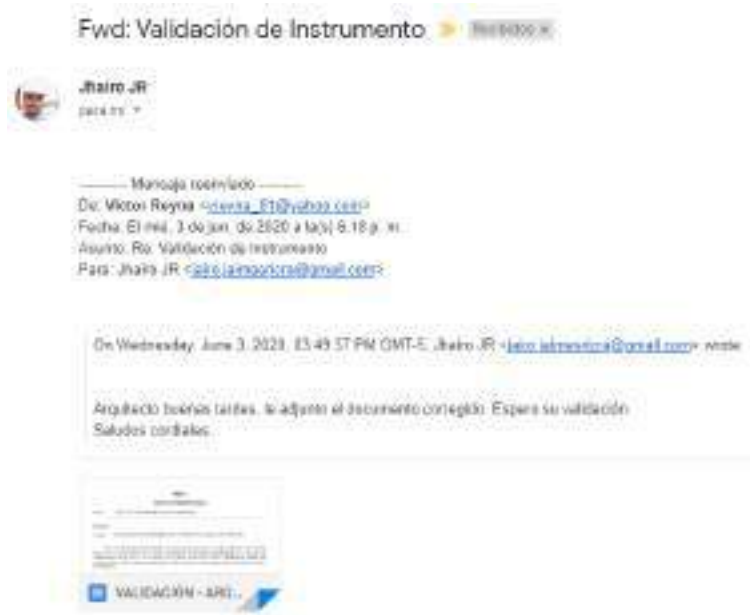 Fwd: Validación de Instrumento Recibidos x
Jhairo JR
para mí
---------- Mensaje reenviado ----------
De: Victor Reyna
Fecha: El mié, 3 de jun. de 2020 a la(s) 6:18 p. m.
Asunto: Re: Validación de Instrumento
Para: Jhairo JR
On Wednesday, June 3, 2020, 03:49:57 PM GMT-5, Jhairo JR wrote:
Arquitecto buenas tardes, le adjunto el documento corregido. Espero su validación
Saludos cordiales.
VALIDACIÓN - ARQ...